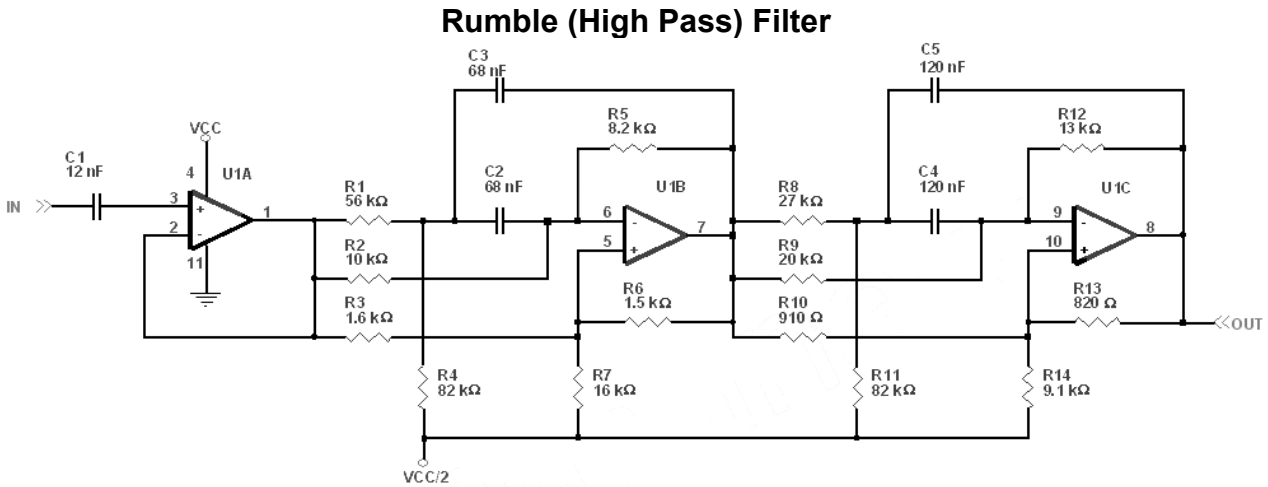 Rumble (High Pass) Filter
C3
68 nF
C5
120 nF
R5
8.2 kΩ
R12
13 kΩ
VCC
C1
12 nF
4
U1A
C2
68 nF
U1B
C4
120 nF
U1C
R1
56 kΩ
R8
27 kΩ
IN
3
+
1
2
-
11
6
-
7
5
+
9
-
8
10
+
R2
10 kΩ
R9
20 kΩ
R3
1.6 kΩ
R6
1.5 kΩ
R10
910 Ω
R13
820 Ω
OUT
R4
82 kΩ
R7
16 kΩ
R11
82 kΩ
R14
9.1 kΩ
VCC/2